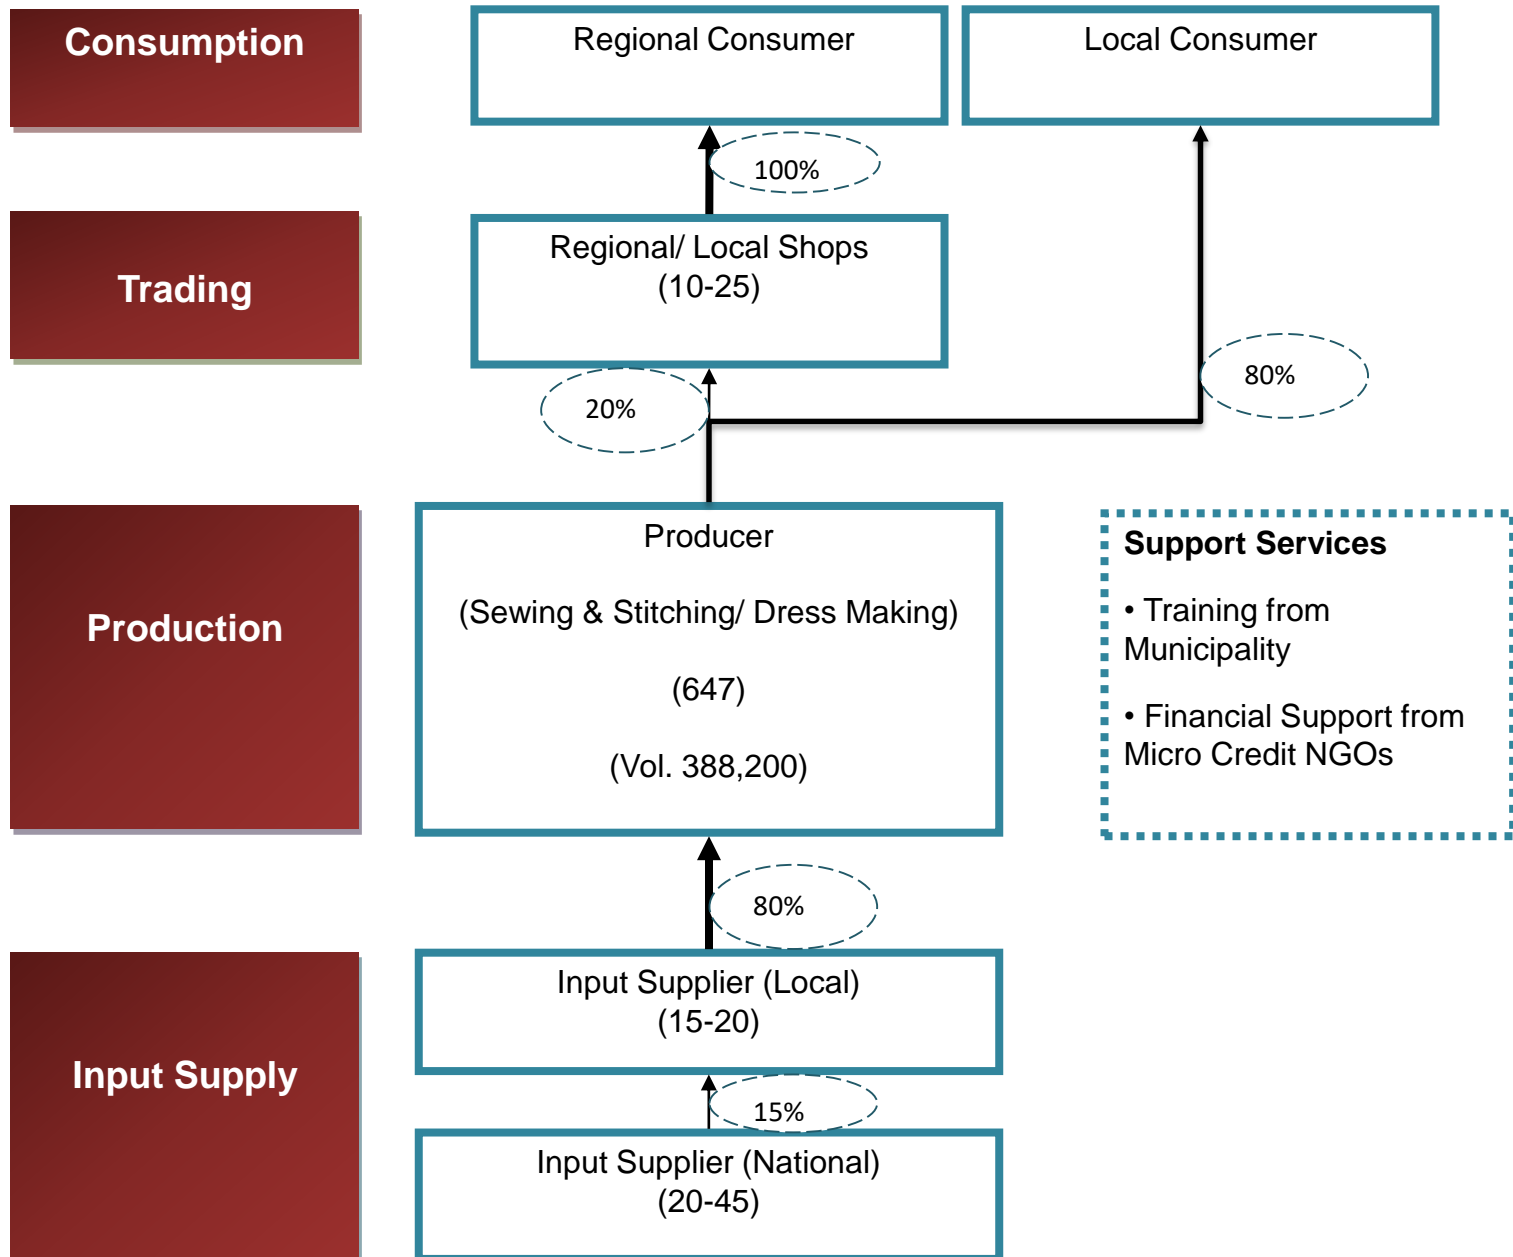 Consumption
Regional Consumer
Local Consumer
100%
Trading
Regional/ Local Shops
(10-25)
80%
20%
Production
Producer
(Sewing & Stitching/ Dress Making)
(647)
(Vol. 388,200)
Support Services
• Training from
Municipality
• Financial Support from
Micro Credit NGOs
80%
Input Supply
Input Supplier (Local)
(15-20)
15%
Input Supplier (National)
(20-45)